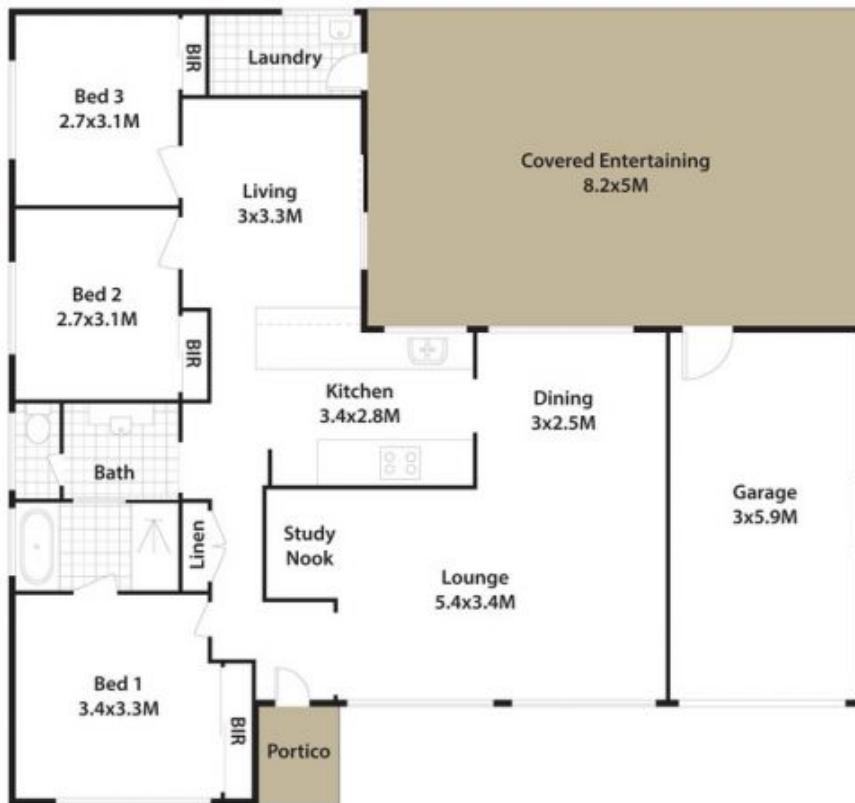 Laundry
BIR
Bed 3
2.7x3.1M
Covered Entertaining
8.2x5M
Living
3x3.3M
Bed 2
2.7x3.1M
BIR
Kitchen
3.4x2.8M
Dining
3x2.5M
Bath
Garage
3x5.9M
Linen
Study
Nook
Lounge
5.4x3.4M
Bed 1
3.4x3.3M
BIR
Portico